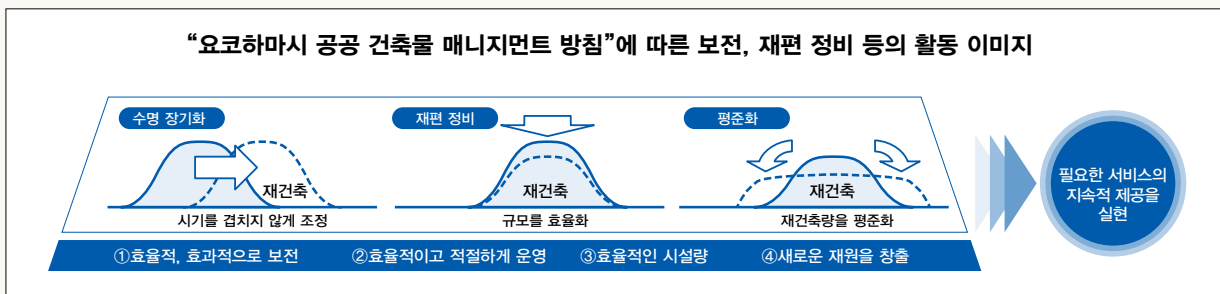 “요코하마시 공공 건축물 매니지먼트 방침”에 따른 보전, 재편 정비 등의 활동 이미지
수명 장기화
재건축
시기를 겹치지 않게 조정
재편 정비
재건축
규모를 효율화
평준화
재건축
재건축량을 평준화
①효율적, 효과적으로 보전
②효율적이고 적절하게 운영
③효율적인 시설량
④새로운 재원을 창출
필요한 서비스의
지속적 제공을
실현